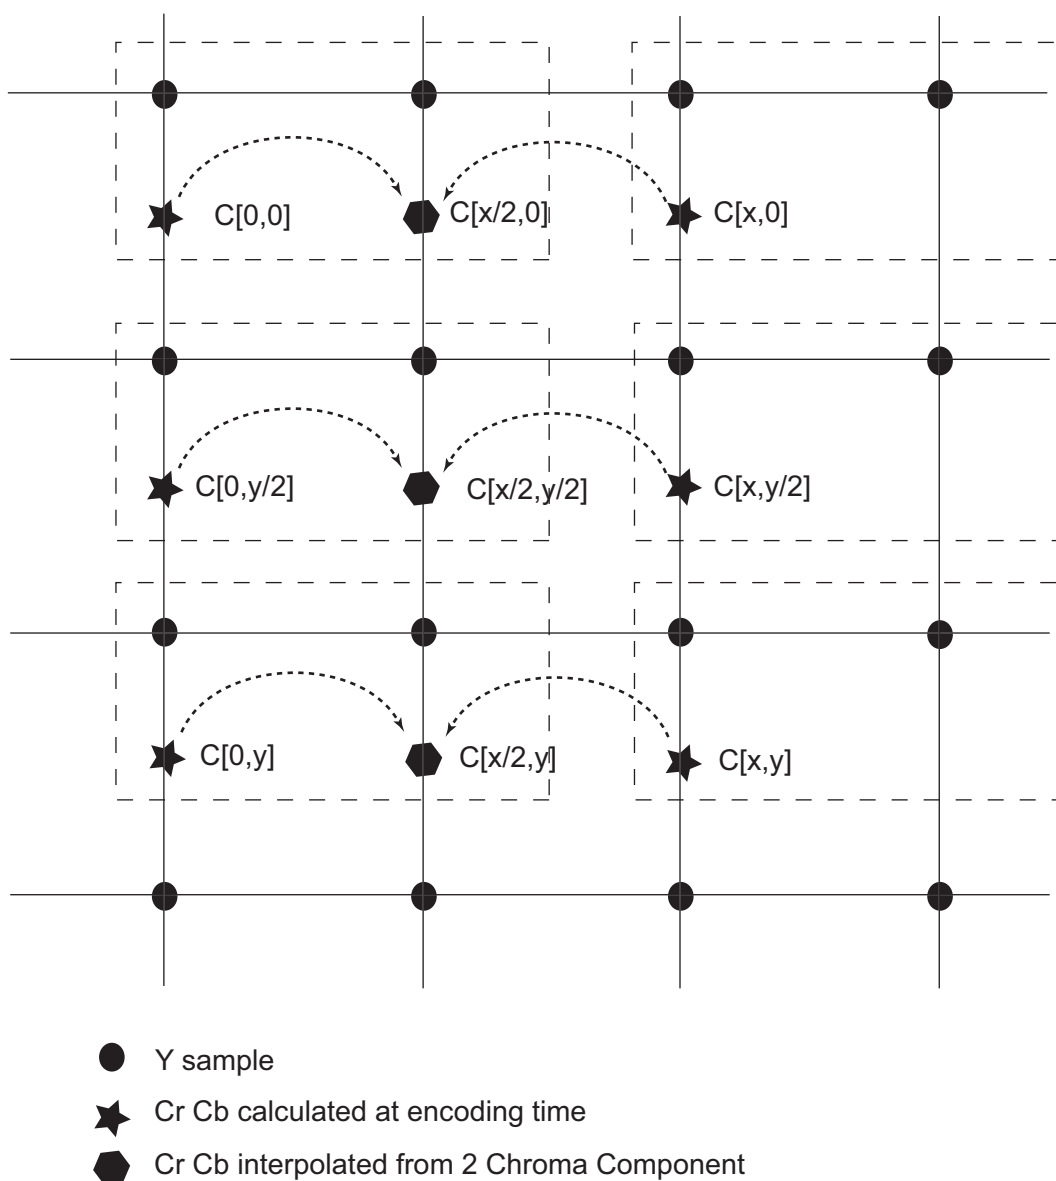 C[0,0] C[x/2,0] C[x,0]
C[0,y/2] C[x/2,y/2] C[x,y/2]
C[0,y] C[x/2,y] C[x,y]
Y sample
Cr Cb calculated at encoding time
Cr Cb interpolated from 2 Chroma Component